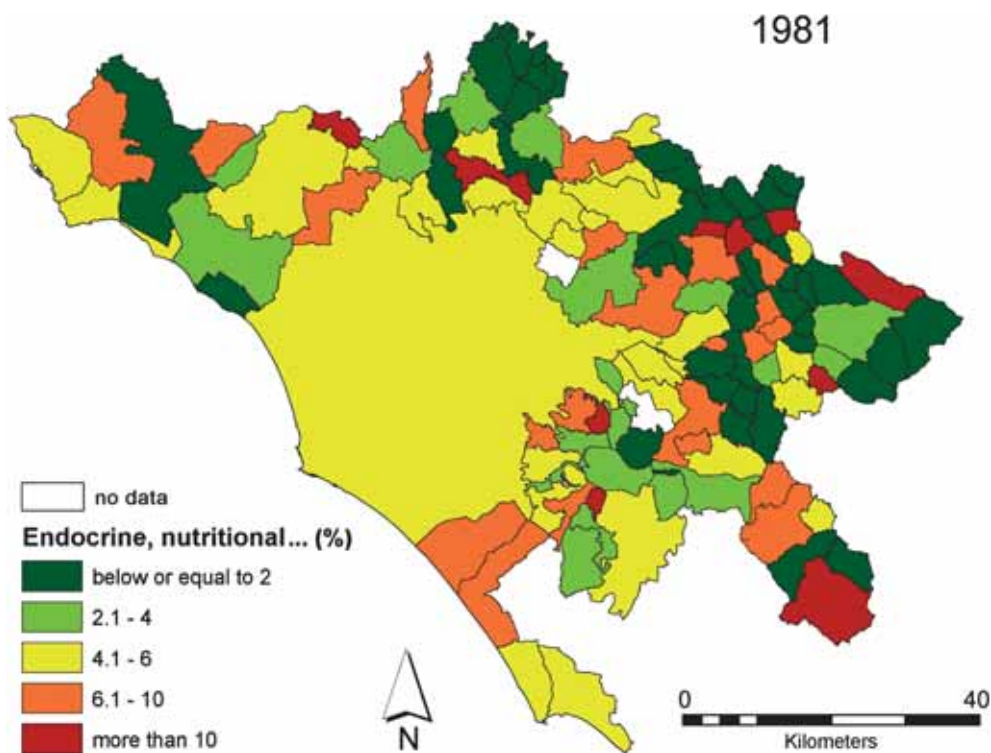 1981
no data
Endocrine, nutritional... (%)
below or equal to 2
2.1 - 4
4.1 - 6
6.1 - 10
more than 10
N
0 40
Kilometers